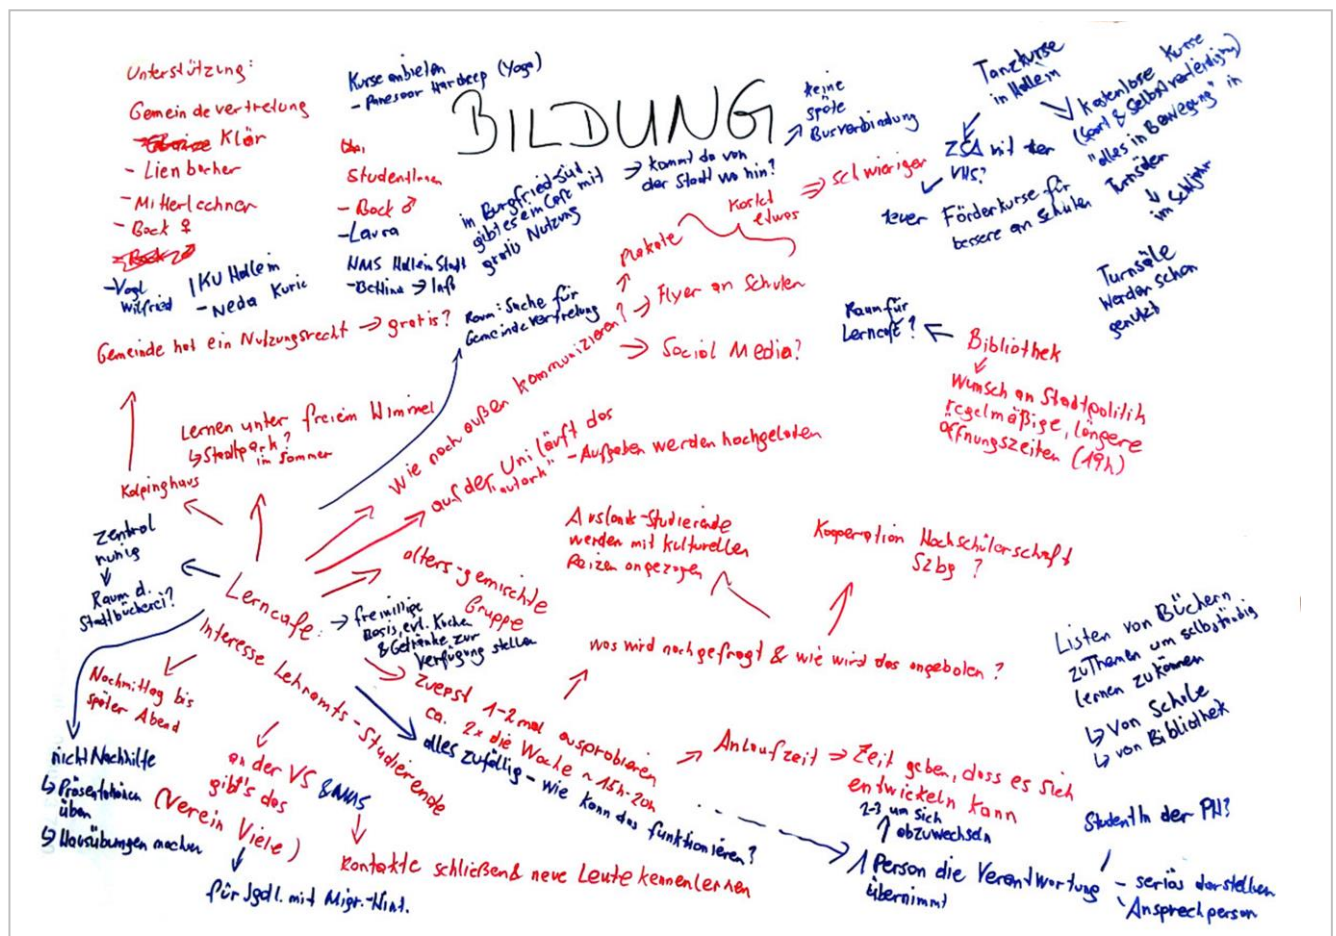 Unterstützung:
Gemeindevertretung
Klär
- Lienbacher
- Mitterlechner
- Bock ♀
- Vogl
Wilfried
IKU Hallein
- Neda Kuric
Kurse anbieten
- Panesaar Hardeep (Yoga)
StudentInnen
- Bock ♂
- Laura
NMS Hallein Stadt
- Bettina → Infß
BILDUNG
in Burgfried-Süd
gibt es ein Café mit
gratis Nutzung
→ kommt da von
der Stadt wo hin?
↗ keine
späte
Busverbindung
Tanzkurse
in Hallein
ZSA mit der
VHS?
teuer
Förderkurse für
bessere an Schulen
kostenlose Kurse
(Sport & Selbstverteidigung)
"alles in Bewegung" in
Turnsälen
im Schuljahr
Turnsäle
werden schon
genutzt
Gemeinde hat ein Nutzungsrecht → gratis?
Raum: Suche für
Gemeindevertretung
Wie nach außen kommunizieren?
Plakate
kostet
etwas
⇒ schwieriger
→ Flyer an Schulen
→ Social Media?
Raum für
Lerncafé?
← Bibliothek
Wunsch an Stadtpolitik
regelmäßige, längere
Öffnungszeiten (19h)
Lernen unter freiem Himmel
↳ Stadtpark?
im Sommer
Kolpinghaus
auf der Uni läuft das
"autark"
- Aufgaben werden hochgeladen
zentral
ruhig
Raum d.
Stadtbücherei?
Lerncafe:
alters-gemischte
Gruppe
→ freiwillige
Basis, evt. Kuchen
& Getränke zur
Verfügung stellen
Auslands-Studierende
werden mit kulturellen
Reizen angezogen
Kooperation Hochschülerschaft
Szbg ?
was wird nachgefragt & wie wird das angeboten ?
Interesse Lehramts-Studierende
Zuerst 1-2 mal ausprobieren
ca. 2x die Woche ~ 15h-20h
alles zufällig - wie kann das funktionieren?
Nachmittag bis
später Abend
nicht Nachhilfe
↳ Präsentationen
üben
↳ Hausübungen machen
an der VS & NMS
gibt's das
(Verein Viele)
für Jgdl. mit Migr.-Hint.
Kontakte schließen & neue Leute kennenlernen
Anlaufzeit → Zeit geben, dass es sich
entwickeln kann
2-3 um sich
abzuwechseln
1 Person die Verantwortung
übernimmt
StudentIn der PH?
- seriös darstellen
Ansprechperson
Listen von Büchern
zu Themen um selbständig
lernen zu können
↳ von Schule
↳ von Bibliothek